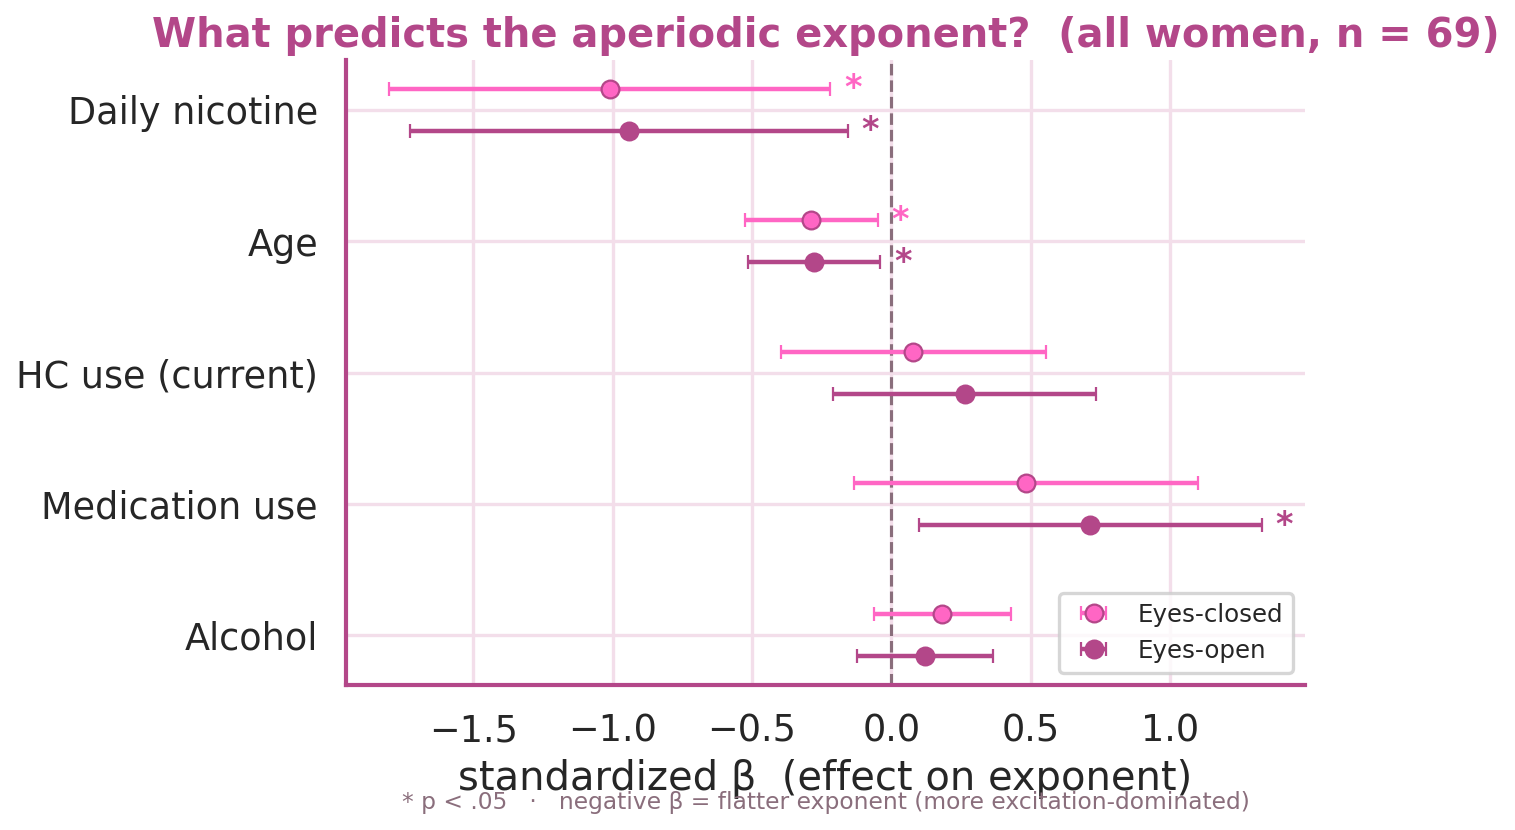 What predicts the aperiodic exponent?  (all women, n = 69)
Daily nicotine
*
*
Age
*
*
HC use (current)
Medication use
*
Alcohol
Eyes-closed
Eyes-open
−1.5 −1.0 −0.5 0.0 0.5 1.0
standardized β  (effect on exponent)
* p < .05   ·   negative β = flatter exponent (more excitation-dominated)